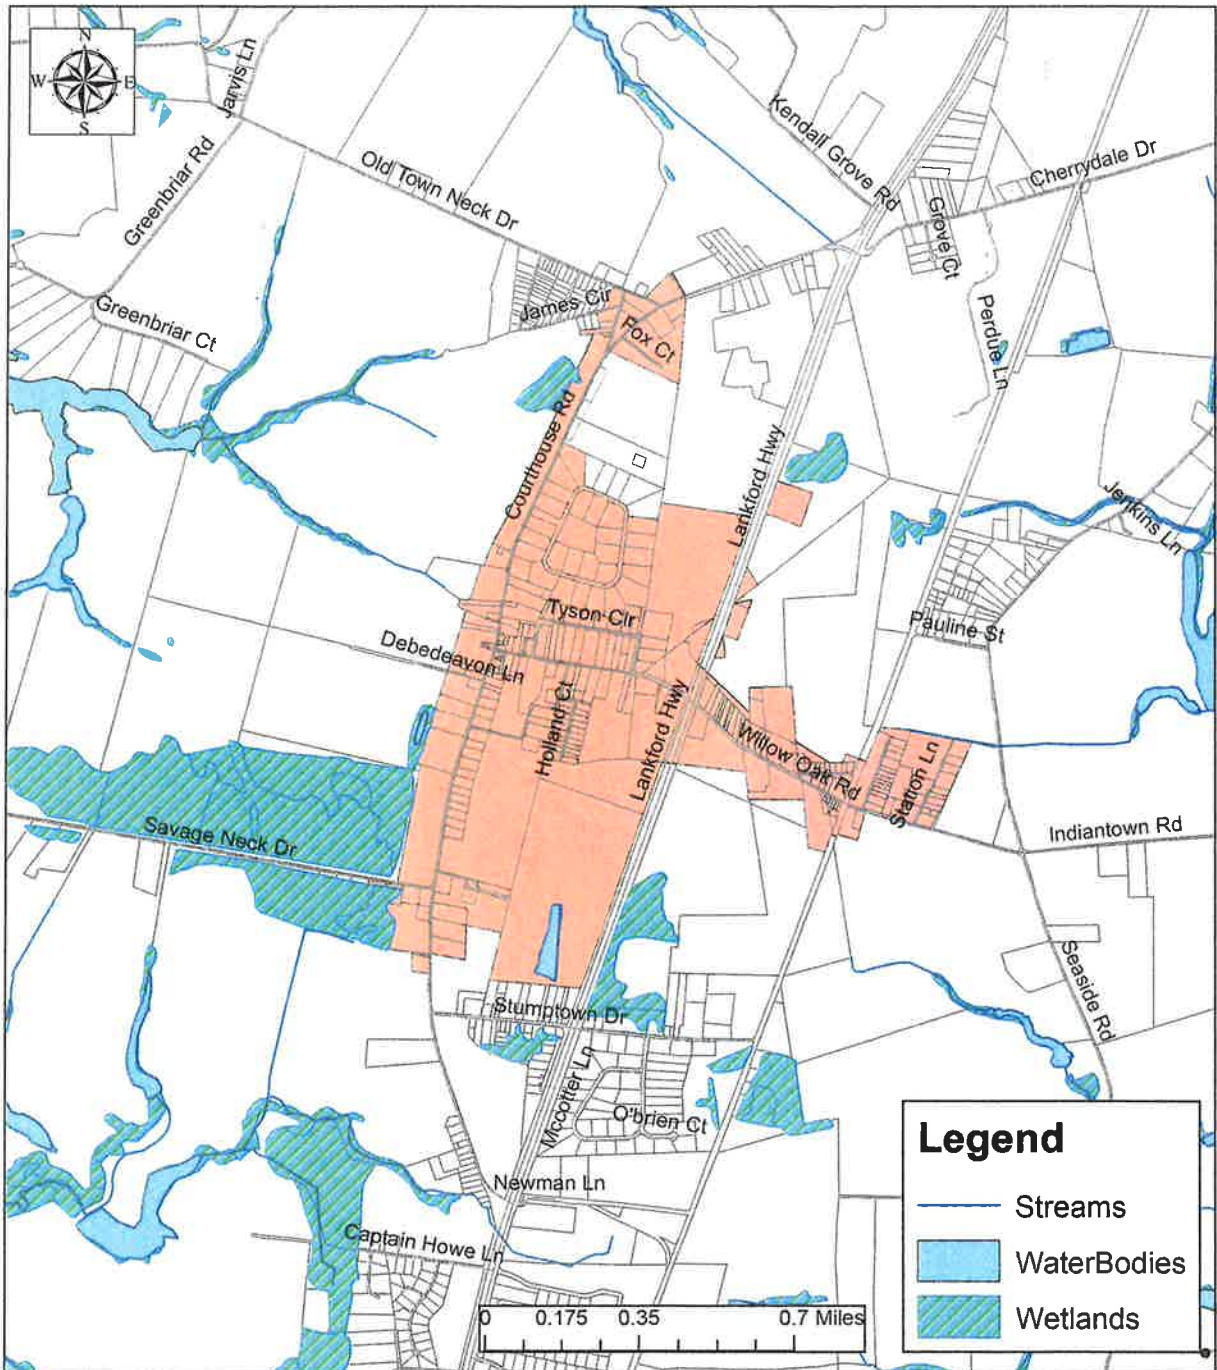 N
W E
S
Jarvis Ln
Greenbriar Rd
Old Town Neck Dr
Kendall Grove Rd
Cherrydale Dr
Grove Ct
Greenbriar Ct
James Cir
Fox Ct
Perdue Ln
Courthouse Rd
Lankford Hwy
Jenkins Ln
Tyson Cir
Pauline St
Debedeavon Ln
Holland Ct
Lankford Hwy
Willow Oak Rd
Station Ln
Savage Neck Dr
Indiantown Rd
Seaside Rd
Stumptown Dr
Mccotter Ln
O'brien Ct
Newman Ln
Captain Howe Ln
Legend
Streams
WaterBodies
Wetlands
0 0.175 0.35 0.7 Miles